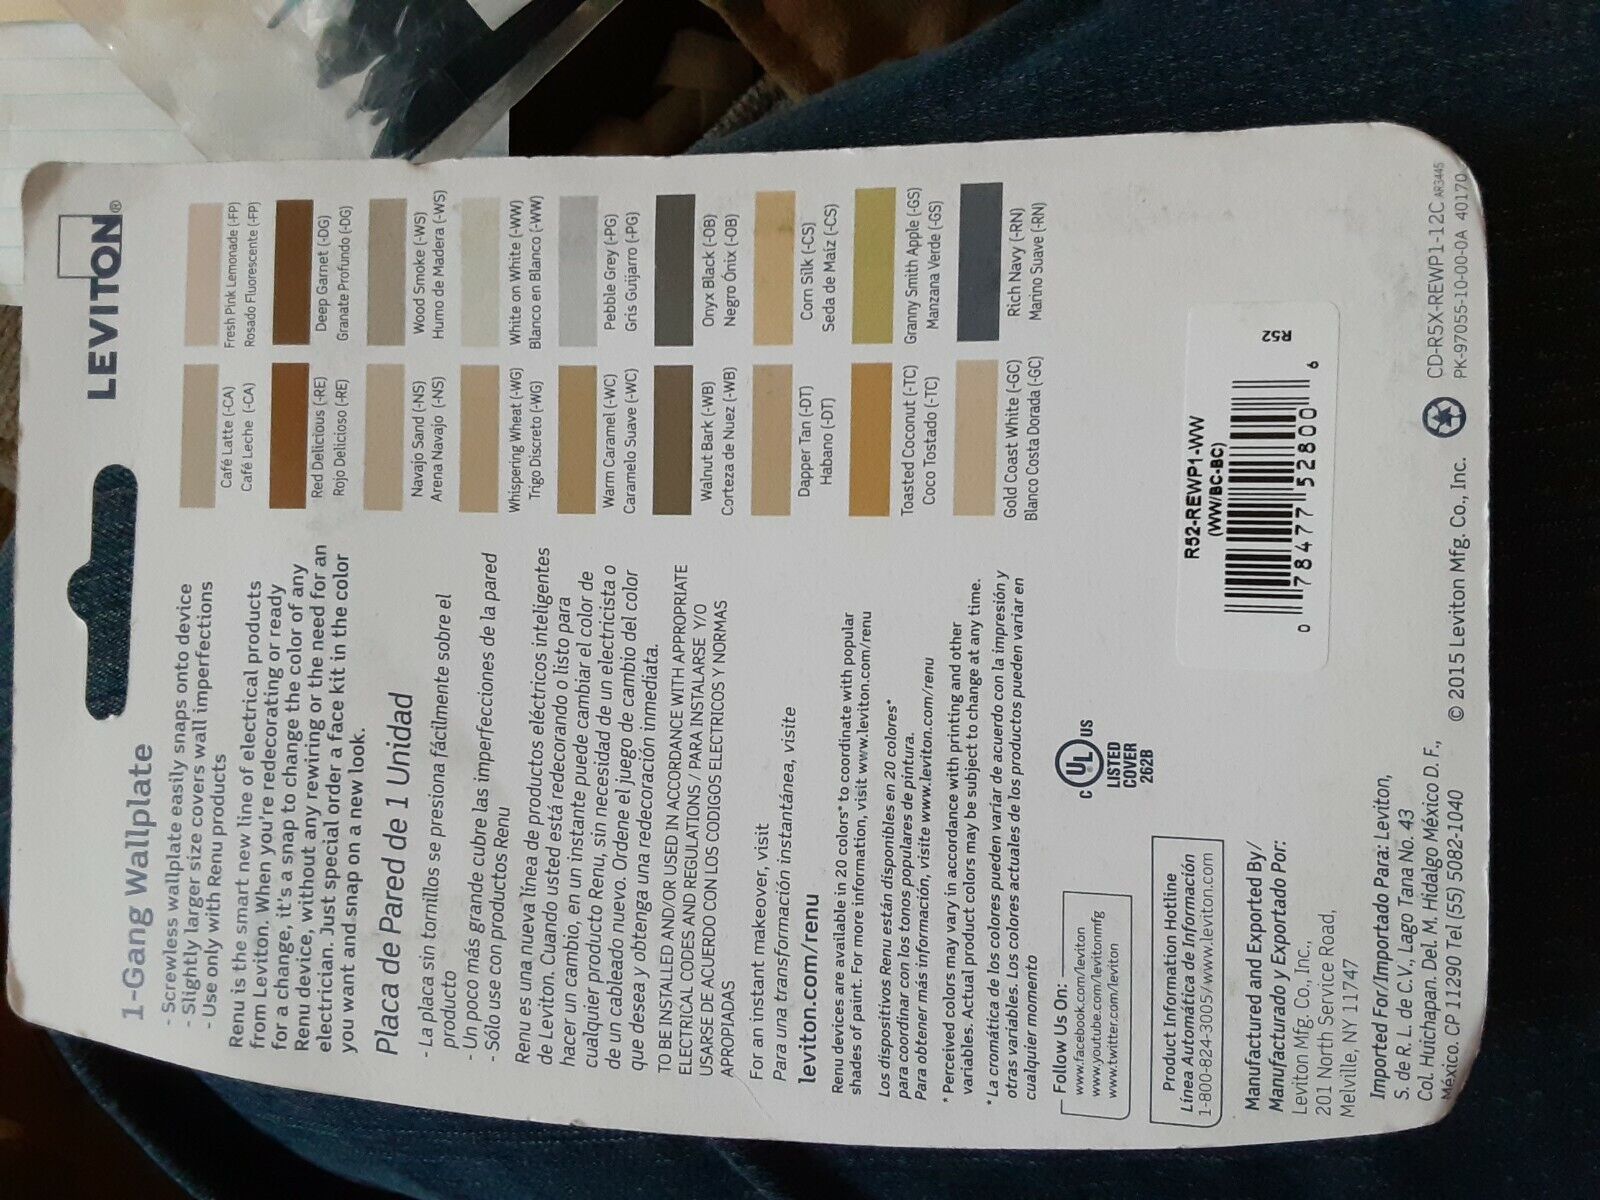 LEVITON®
1-Gang Wallplate
- Screwless wallplate easily snaps onto device
- Slightly larger size covers wall imperfections
- Use only with Renu products
Renu is the smart new line of electrical products
from Leviton. When you're redecorating or ready
for a change, it's a snap to change the color of any
Renu device, without any rewiring or the need for an
electrician. Just special order a face kit in the color
you want and snap on a new look.
Placa de Pared de 1 Unidad
- La placa sin tornillos se presiona fácilmente sobre el
producto
- Un poco más grande cubre las imperfecciones de la pared
- Sólo use con productos Renu
Renu es una nueva línea de productos eléctricos inteligentes
de Leviton. Cuando usted está redecorando o listo para
hacer un cambio, en un instante puede cambiar el color de
cualquier producto Renu, sin necesidad de un electricista o
de un cableado nuevo. Ordene el juego de cambio del color
que desea y obtenga una redecoración inmediata.
TO BE INSTALLED AND/OR USED IN ACCORDANCE WITH APPROPRIATE
ELECTRICAL CODES AND REGULATIONS / PARA INSTALARSE Y/O
USARSE DE ACUERDO CON LOS CODIGOS ELECTRICOS Y NORMAS
APROPIADAS
For an instant makeover, visit
Para una transformación instantánea, visite
leviton.com/renu
Renu devices are available in 20 colors* to coordinate with popular
shades of paint. For more information, visit www.leviton.com/renu
Los dispositivos Renu están disponibles en 20 colores*
para coordinar con los tonos populares de pintura.
Para obtener más información, visite www.leviton.com/renu
* Perceived colors may vary in accordance with printing and other
variables. Actual product colors may be subject to change at any time.
* La cromática de los colores pueden variar de acuerdo con la impresión y
otras variables. Los colores actuales de los productos pueden variar en
cualquier momento
Café Latte (-CA)
Café Leche (-CA)
Fresh Pink Lemonade (-FP)
Rosado Fluorescente (-FP)
Red Delicious (-RE)
Rojo Delicioso (-RE)
Deep Garnet (-DG)
Granate Profundo (-DG)
Navajo Sand (-NS)
Arena Navajo (-NS)
Wood Smoke (-WS)
Humo de Madera (-WS)
Whispering Wheat (-WG)
Trigo Discreto (-WG)
White on White (-WW)
Blanco en Blanco (-WW)
Warm Caramel (-WC)
Caramelo Suave (-WC)
Pebble Grey (-PG)
Gris Guijarro (-PG)
Walnut Bark (-WB)
Corteza de Nuez (-WB)
Onyx Black (-OB)
Negro Ónix (-OB)
Dapper Tan (-DT)
Habano (-DT)
Corn Silk (-CS)
Seda de Maíz (-CS)
Toasted Coconut (-TC)
Coco Tostado (-TC)
Granny Smith Apple (-GS)
Manzana Verde (-GS)
Gold Coast White (-GC)
Blanco Costa Dorada (-GC)
Rich Navy (-RN)
Marino Suave (-RN)
Follow Us On:
www.facebook.com/leviton
www.youtube.com/levitonmfg
www.twitter.com/leviton
C UL US
LISTED
COVER
262B
Product Information Hotline
Línea Automática de Información
1-800-824-3005/www.leviton.com
R52-REWP1-WW
(WW/BC-BC)
0 78477 52800 6
R52
Manufactured and Exported By/
Manufacturado y Exportado Por:
Leviton Mfg. Co., Inc.,
201 North Service Road,
Melville, NY 11747
Imported For/Importado Para: Leviton,
S. de R. L. de C.V., Lago Tana No. 43
Col. Huichapan. Del. M. Hidalgo México D. F.,
México. CP 11290 Tel (55) 5082-1040
© 2015 Leviton Mfg. Co., Inc.
CD-R5X-REWP1-12C AR3445
PK-97055-10-00-0A 40170